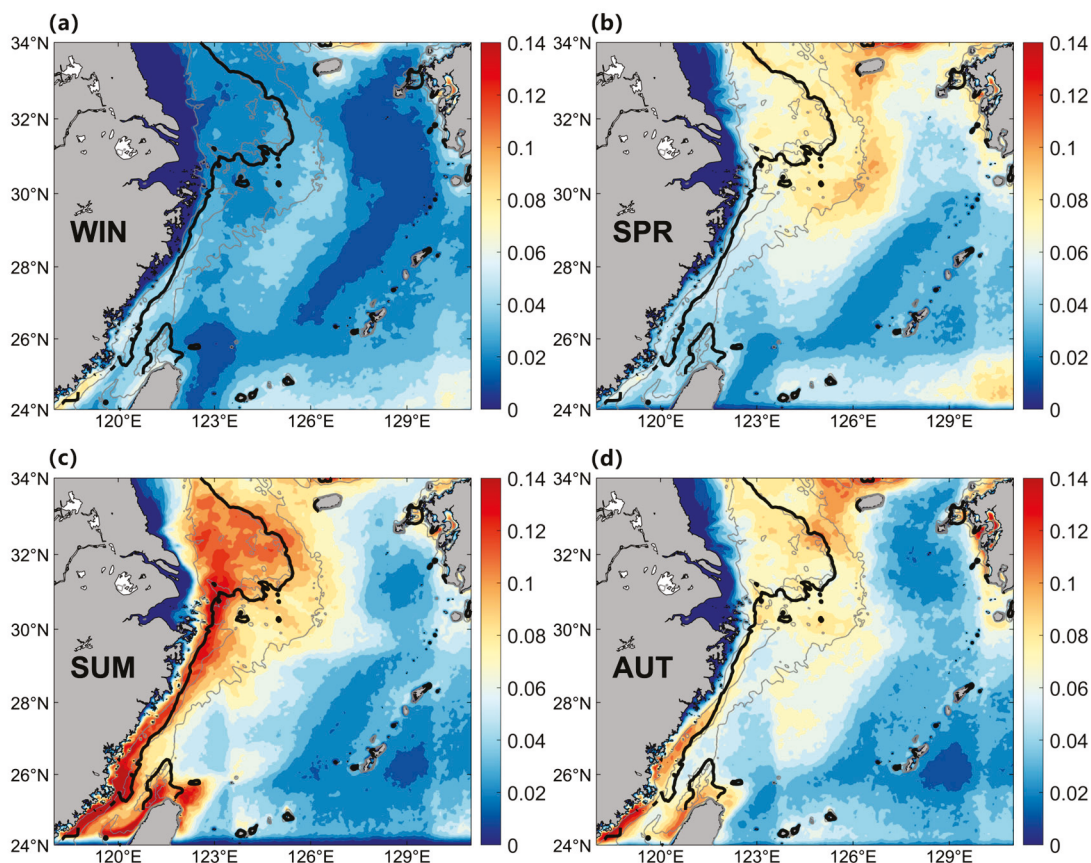 (a)
34°N
32°N
30°N
28°N
26°N
24°N
WIN
120°E
123°E
126°E
129°E
0.14
0.12
0.1
0.08
0.06
0.04
0.02
0
(b)
34°N
32°N
30°N
28°N
26°N
24°N
SPR
120°E
123°E
126°E
129°E
0.14
0.12
0.1
0.08
0.06
0.04
0.02
0
(c)
34°N
32°N
30°N
28°N
26°N
24°N
SUM
120°E
123°E
126°E
129°E
0.14
0.12
0.1
0.08
0.06
0.04
0.02
0
(d)
34°N
32°N
30°N
28°N
26°N
24°N
AUT
120°E
123°E
126°E
129°E
0.14
0.12
0.1
0.08
0.06
0.04
0.02
0